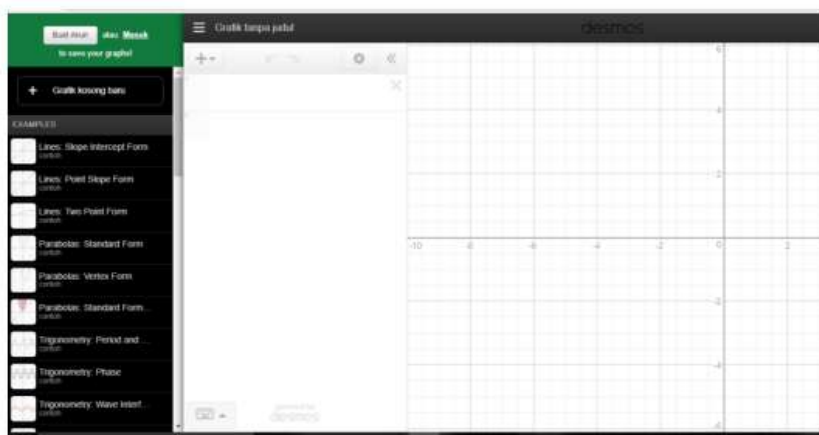 Buat Akun atau Masuk
to save your graphs!
+ Grafik kosong baru
EXAMPLES
Lines: Slope Intercept Form
contoh
Lines: Point Slope Form
contoh
Lines: Two Point Form
contoh
Parabolas: Standard Form
contoh
Parabolas: Vertex Form
contoh
Parabolas: Standard Form...
contoh
Trigonometry: Period and ...
contoh
Trigonometry: Phase
contoh
Trigonometry: Wave Interf...
contoh
Grafik tanpa judul
desmos
powered by
desmos
6
4
2
-10 -8 -6 -4 -2 0 2
-2
-4
-6